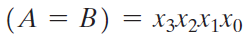 (A = B) = x₃x₂x₁x₀